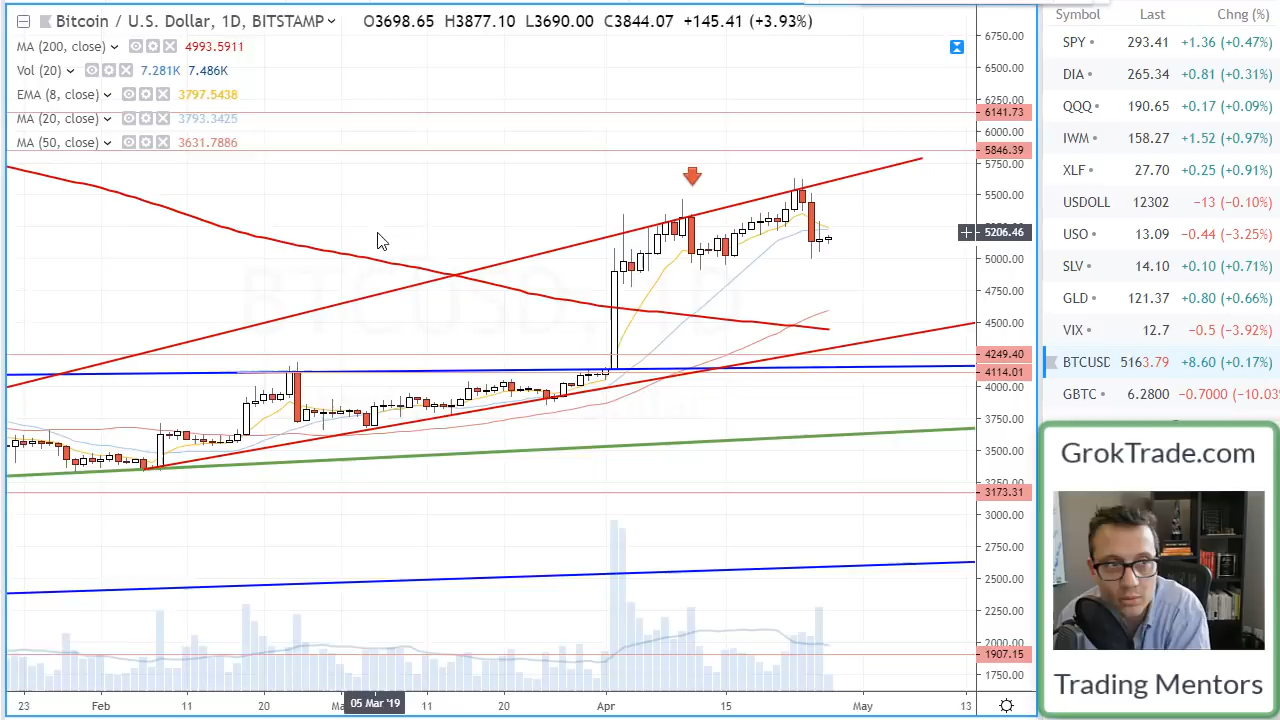 Bitcoin / U.S. Dollar, 1D, BITSTAMP O3698.65 H3877.10 L3690.00 C3844.07 +145.41 (+3.93%)
MA (200, close) 4993.5911
Vol (20) 7.281K 7.486K
EMA (8, close) 3797.5438
MA (20, close) 3793.3425
MA (50, close) 3631.7886
BTCUSD, 1D
6750.00
6500.00
6250.00
6141.73
6000.00
5846.39
5750.00
5500.00
5206.46
5000.00
4750.00
4500.00
4249.40
4114.01
4000.00
3750.00
3500.00
3250.00
3173.31
3000.00
2750.00
2500.00
2250.00
2000.00
1907.15
1750.00
23 Feb 11 20 05 Mar '19 11 20 Apr 15 May 13
Symbol Last Chng (%)
SPY 293.41 +1.36 (+0.47%)
DIA 265.34 +0.81 (+0.31%)
QQQ 190.65 +0.17 (+0.09%)
IWM 158.27 +1.52 (+0.97%)
XLF 27.70 +0.25 (+0.91%)
USDOLL 12302 −13 (−0.10%)
USO 13.09 −0.44 (−3.25%)
SLV 14.10 +0.10 (+0.71%)
GLD 121.37 +0.80 (+0.66%)
VIX 12.7 −0.5 (−3.92%)
BTCUSD 5163.79 +8.60 (+0.17%)
GBTC 6.2800 −0.7000 (−10.03
GrokTrade.com
Trading Mentors